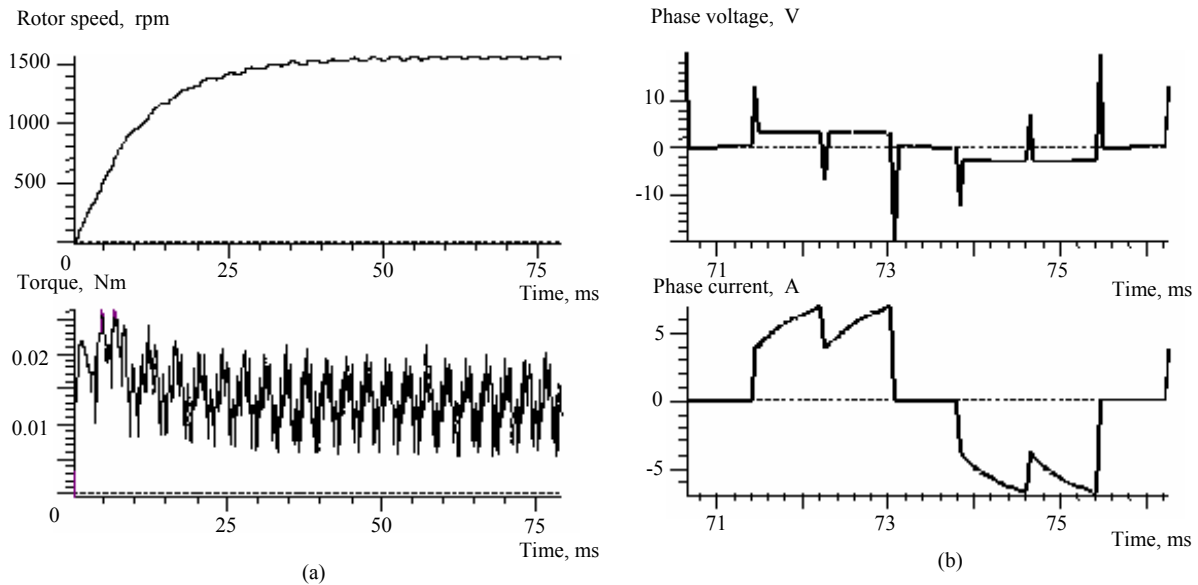 Rotor speed, rpm
1500
1000
500
0
25
50
75
Time, ms
Torque, Nm
0.02
0.01
0
25
50
75
Time, ms
(a)
Phase voltage, V
10
0
-10
71
73
75
Time, ms
Phase current, A
5
0
-5
71
73
75
Time, ms
(b)